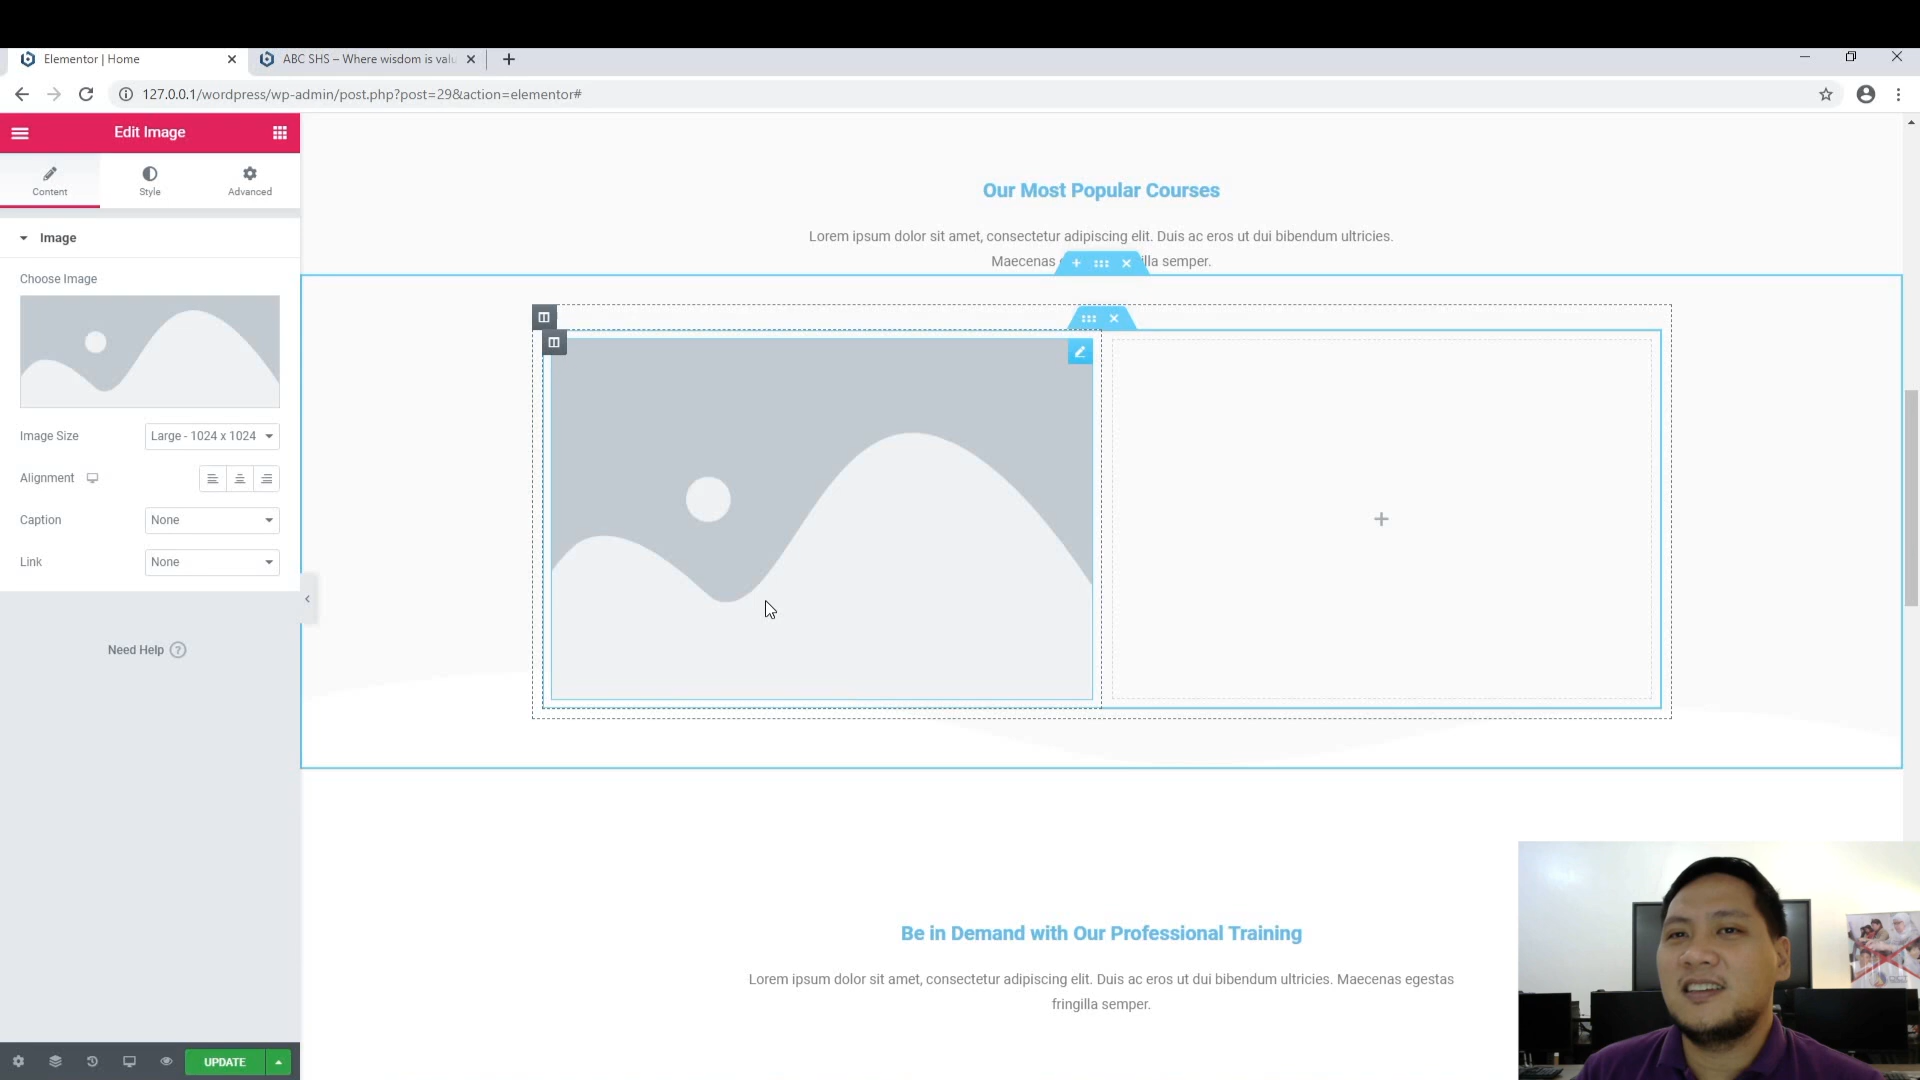 Elementor | Home
ABC SHS – Where wisdom is valu
127.0.0.1/wordpress/wp-admin/post.php?post=29&action=elementor#
Edit Image
Content
Style
Advanced
Image
Choose Image
Image Size
Large - 1024 x 1024
Alignment
Caption
None
Link
None
Need Help ?
UPDATE
Our Most Popular Courses
Lorem ipsum dolor sit amet, consectetur adipiscing elit. Duis ac eros ut dui bibendum ultricies.
Maecenas illa semper.
Be in Demand with Our Professional Training
Lorem ipsum dolor sit amet, consectetur adipiscing elit. Duis ac eros ut dui bibendum ultricies. Maecenas egestas
fringilla semper.